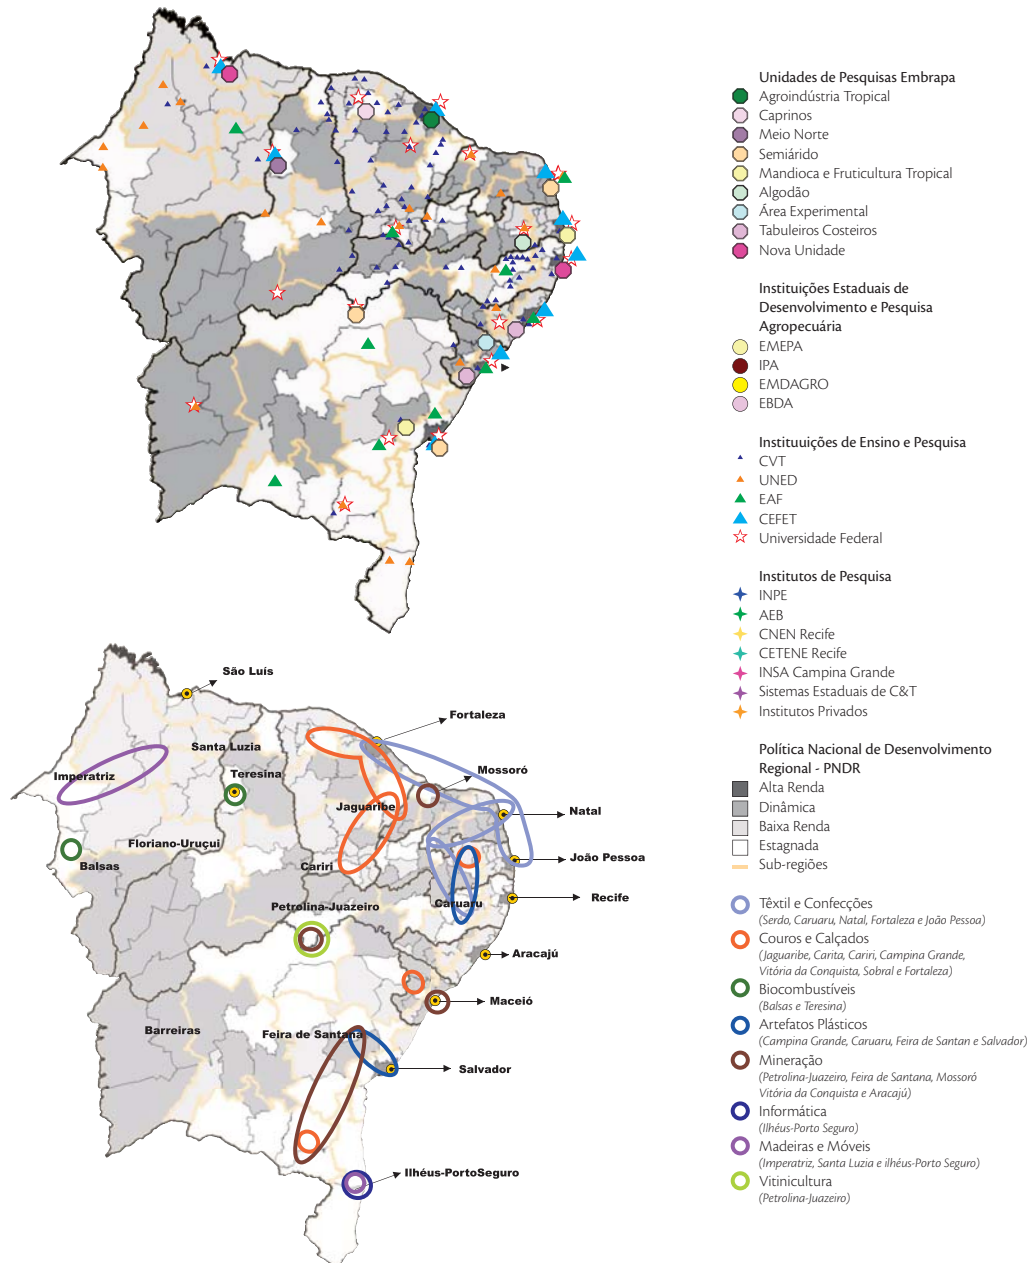 Unidades de Pesquisas Embrapa
Agroindústria Tropical
Caprinos
Meio Norte
Semiárido
Mandioca e Fruticultura Tropical
Algodão
Área Experimental
Tabuleiros Costeiros
Nova Unidade
Instituições Estaduais de
Desenvolvimento e Pesquisa
Agropecuária
EMEPA
IPA
EMDAGRO
EBDA
Instituuições de Ensino e Pesquisa
CVT
UNED
EAF
CEFET
Universidade Federal
Institutos de Pesquisa
INPE
AEB
CNEN Recife
CETENE Recife
INSA Campina Grande
Sistemas Estaduais de C&T
Institutos Privados
Política Nacional de Desenvolvimento
Regional - PNDR
Alta Renda
Dinâmica
Baixa Renda
Estagnada
Sub-regiões
Têxtil e Confecções
(Serdo, Caruaru, Natal, Fortaleza e João Pessoa)
Couros e Calçados
(Jaguaribe, Carita, Cariri, Campina Grande,
Vitória da Conquista, Sobral e Fortaleza)
Biocombustíveis
(Balsas e Teresina)
Artefatos Plásticos
(Campina Grande, Caruaru, Feira de Santan e Salvador)
Mineração
(Petrolina-Juazeiro, Feira de Santana, Mossoró
Vitória da Conquista e Aracajú)
Informática
(Ilhéus-Porto Seguro)
Madeiras e Móveis
(Imperatriz, Santa Luzia e ilhéus-Porto Seguro)
Vitinicultura
(Petrolina-Juazeiro)
São Luís
Fortaleza
Santa Luzia
Imperatriz
Teresina
Mossoró
Jaguaribe
Natal
Floriano-Uruçui
João Pessoa
Balsas
Cariri
Recife
Petrolina-Juazeiro
Caruaru
Aracajú
Maceió
Barreiras
Feira de Santana
Salvador
Ilhéus-PortoSeguro